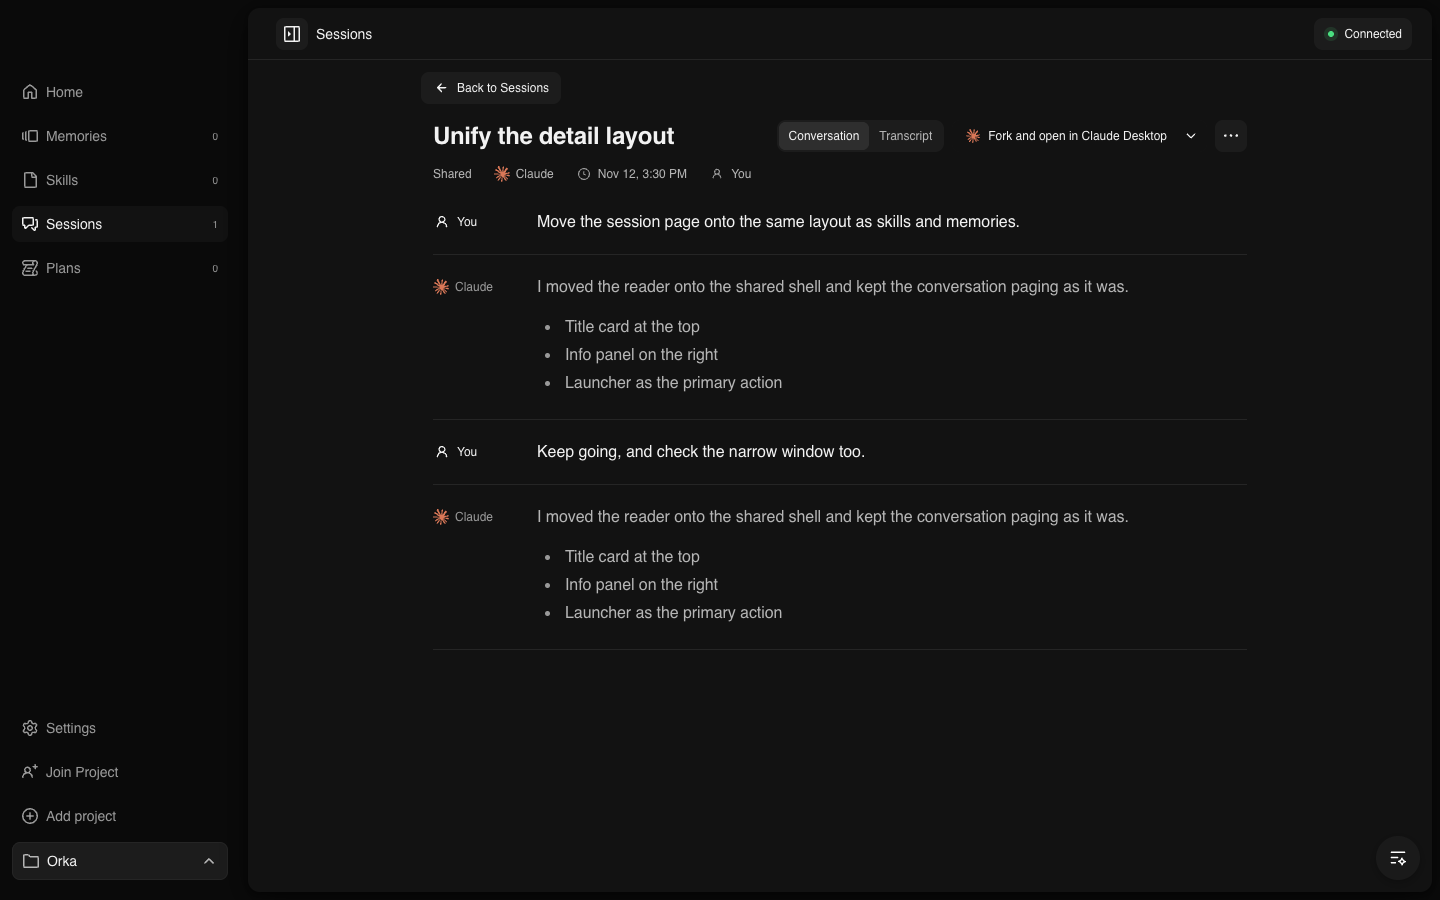 Sessions
Connected
Home
Memories 0
Skills 0
Sessions 1
Plans 0
Back to Sessions
Unify the detail layout
Conversation Transcript
Fork and open in Claude Desktop
Shared Claude Nov 12, 3:30 PM You
You Move the session page onto the same layout as skills and memories.
Claude I moved the reader onto the shared shell and kept the conversation paging as it was.
Title card at the top
Info panel on the right
Launcher as the primary action
You Keep going, and check the narrow window too.
Claude I moved the reader onto the shared shell and kept the conversation paging as it was.
Title card at the top
Info panel on the right
Launcher as the primary action
Settings
Join Project
Add project
Orka